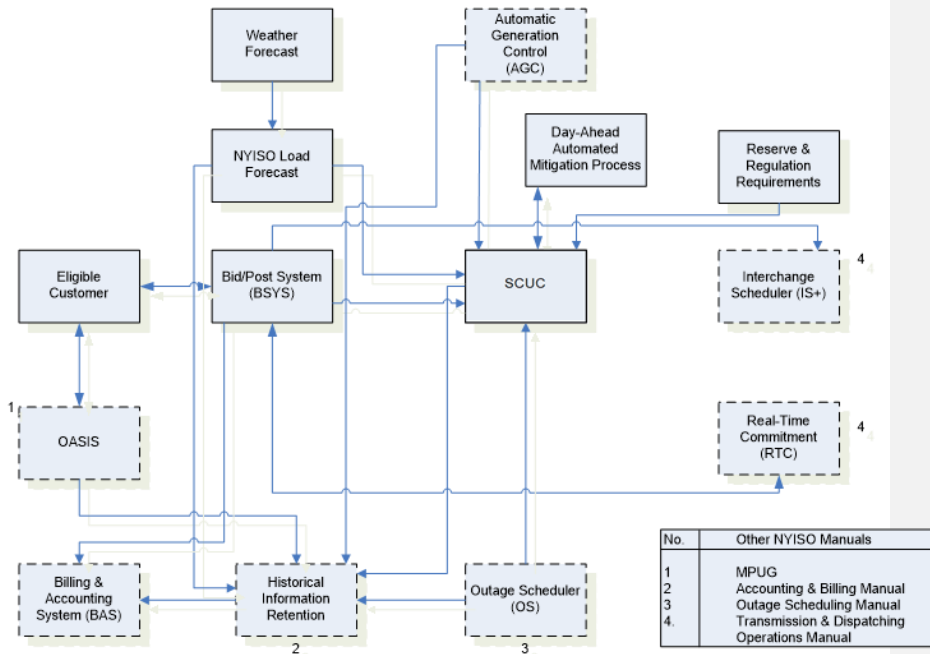 Weather
Forecast
Automatic
Generation
Control
(AGC)
NYISO Load
Forecast
Day-Ahead
Automated
Mitigation Process
Reserve &
Regulation
Requirements
Eligible
Customer
Bid/Post System
(BSYS)
SCUC
Interchange
Scheduler (IS+)
4
4
1
OASIS
Real-Time
Commitment
(RTC)
4
4
Billing &
Accounting
System (BAS)
Historical
Information
Retention
2
Outage Scheduler
(OS)
3
No. Other NYISO Manuals
1 MPUG
2 Accounting & Billing Manual
3 Outage Scheduling Manual
4. Transmission & Dispatching
Operations Manual